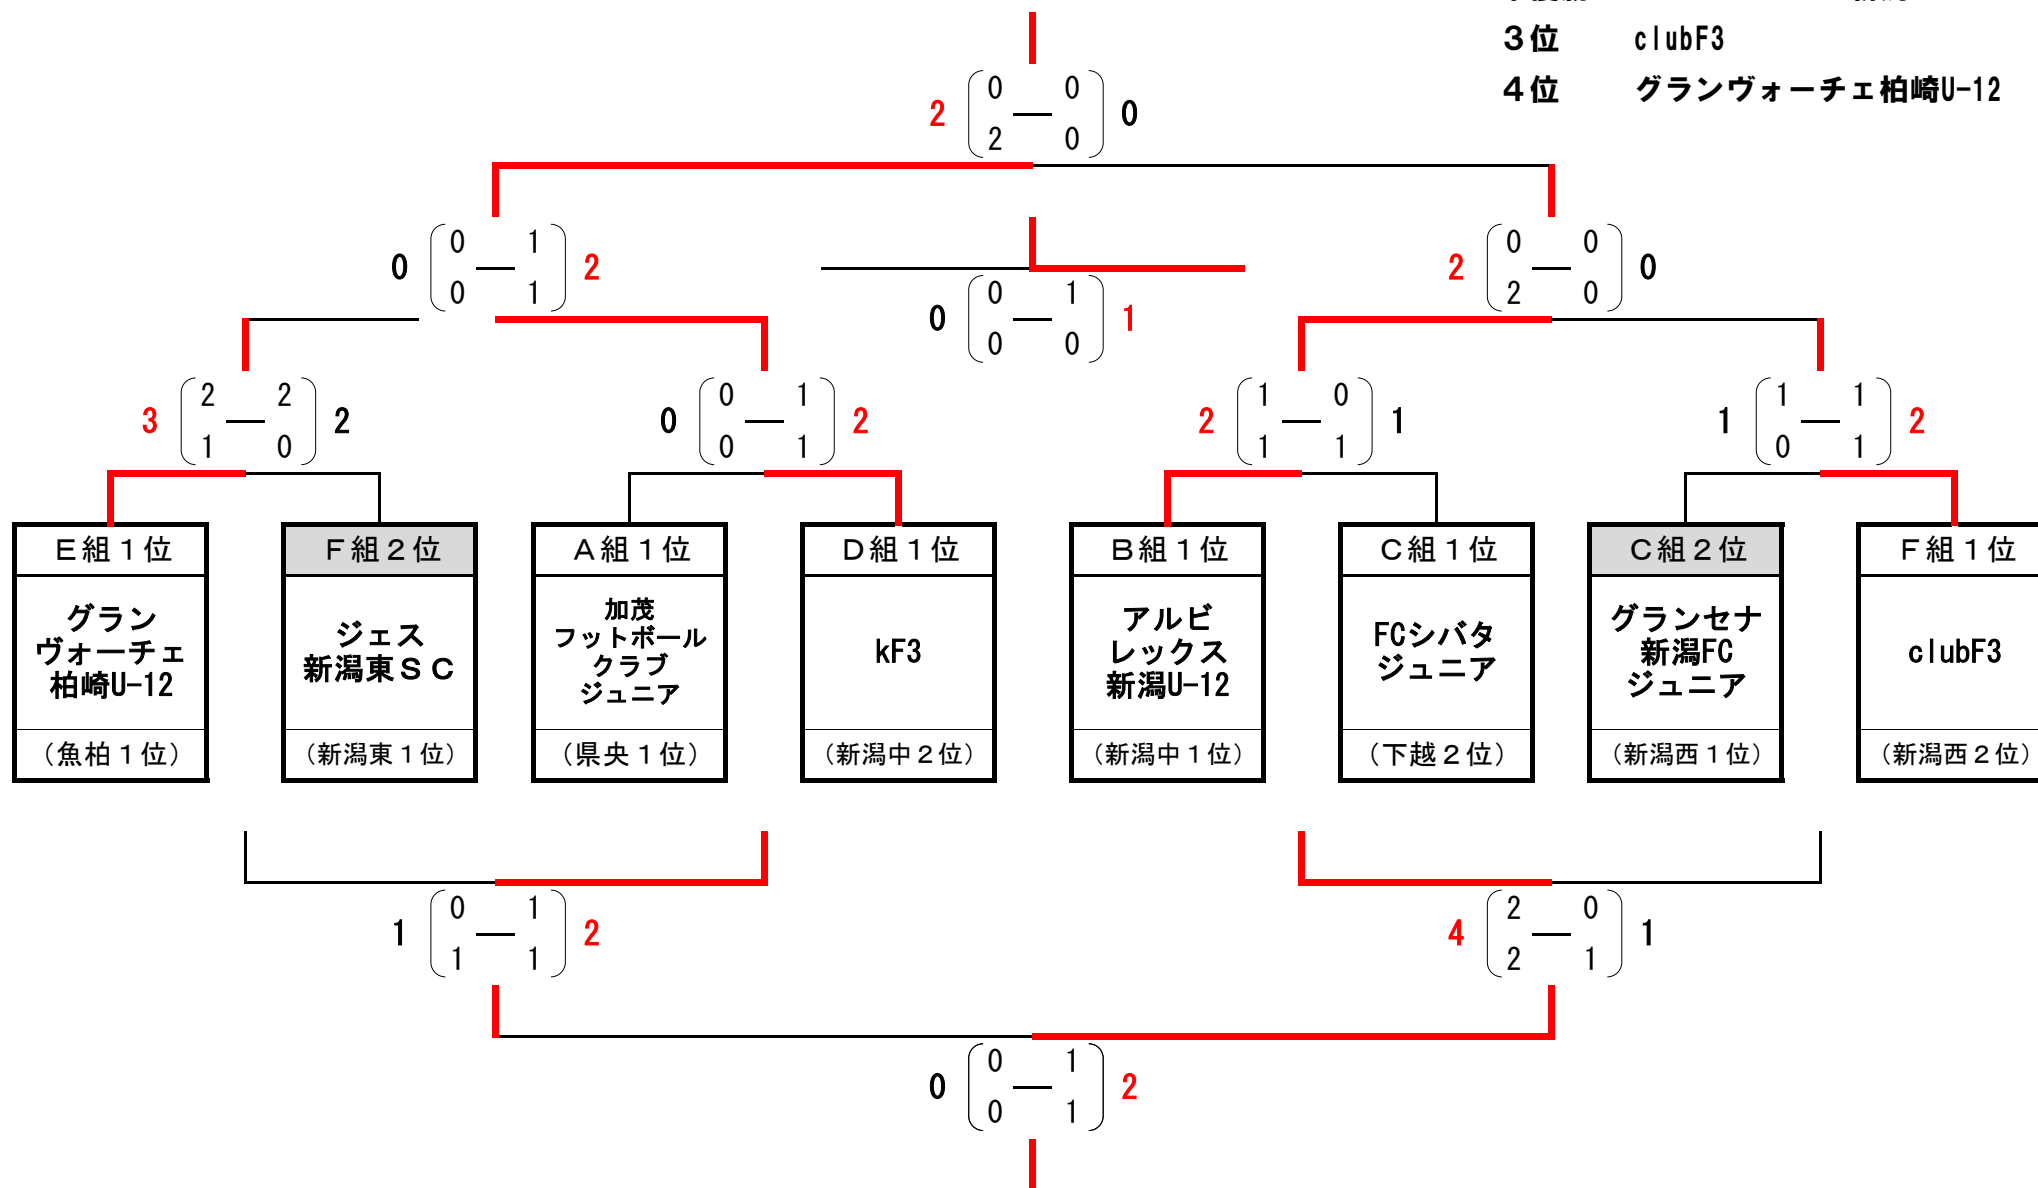 ３位 clubF3
４位 グランヴォーチェ柏崎U-12
0 0
2 0
2 0
0 1 0 0
0 2 2 0
0 1 0 1 2 0
0 1
0 0
2 2 0 1 1 0 1 1
3 2 0 2 2 1 1 2
1 0 0 1 1 1 0 1
Ｅ組１位 Ｆ組２位 Ａ組１位 Ｄ組１位 Ｂ組１位 Ｃ組１位 Ｃ組２位 Ｆ組１位
グラン
ヴォーチェ
柏崎U-12
ジェス
新潟東ＳＣ
加茂
フットボール
クラブ
ジュニア
kF3
アルビ
レックス
新潟U-12
FCシバタ
ジュニア
グランセナ
新潟FC
ジュニア
clubF3
（魚柏１位） （新潟東１位） （県央１位） （新潟中２位） （新潟中１位） （下越２位） （新潟西１位） （新潟西２位）
0 1 2 0
1 2 4 1
1 1 2 1
0 1
0 2
0 1